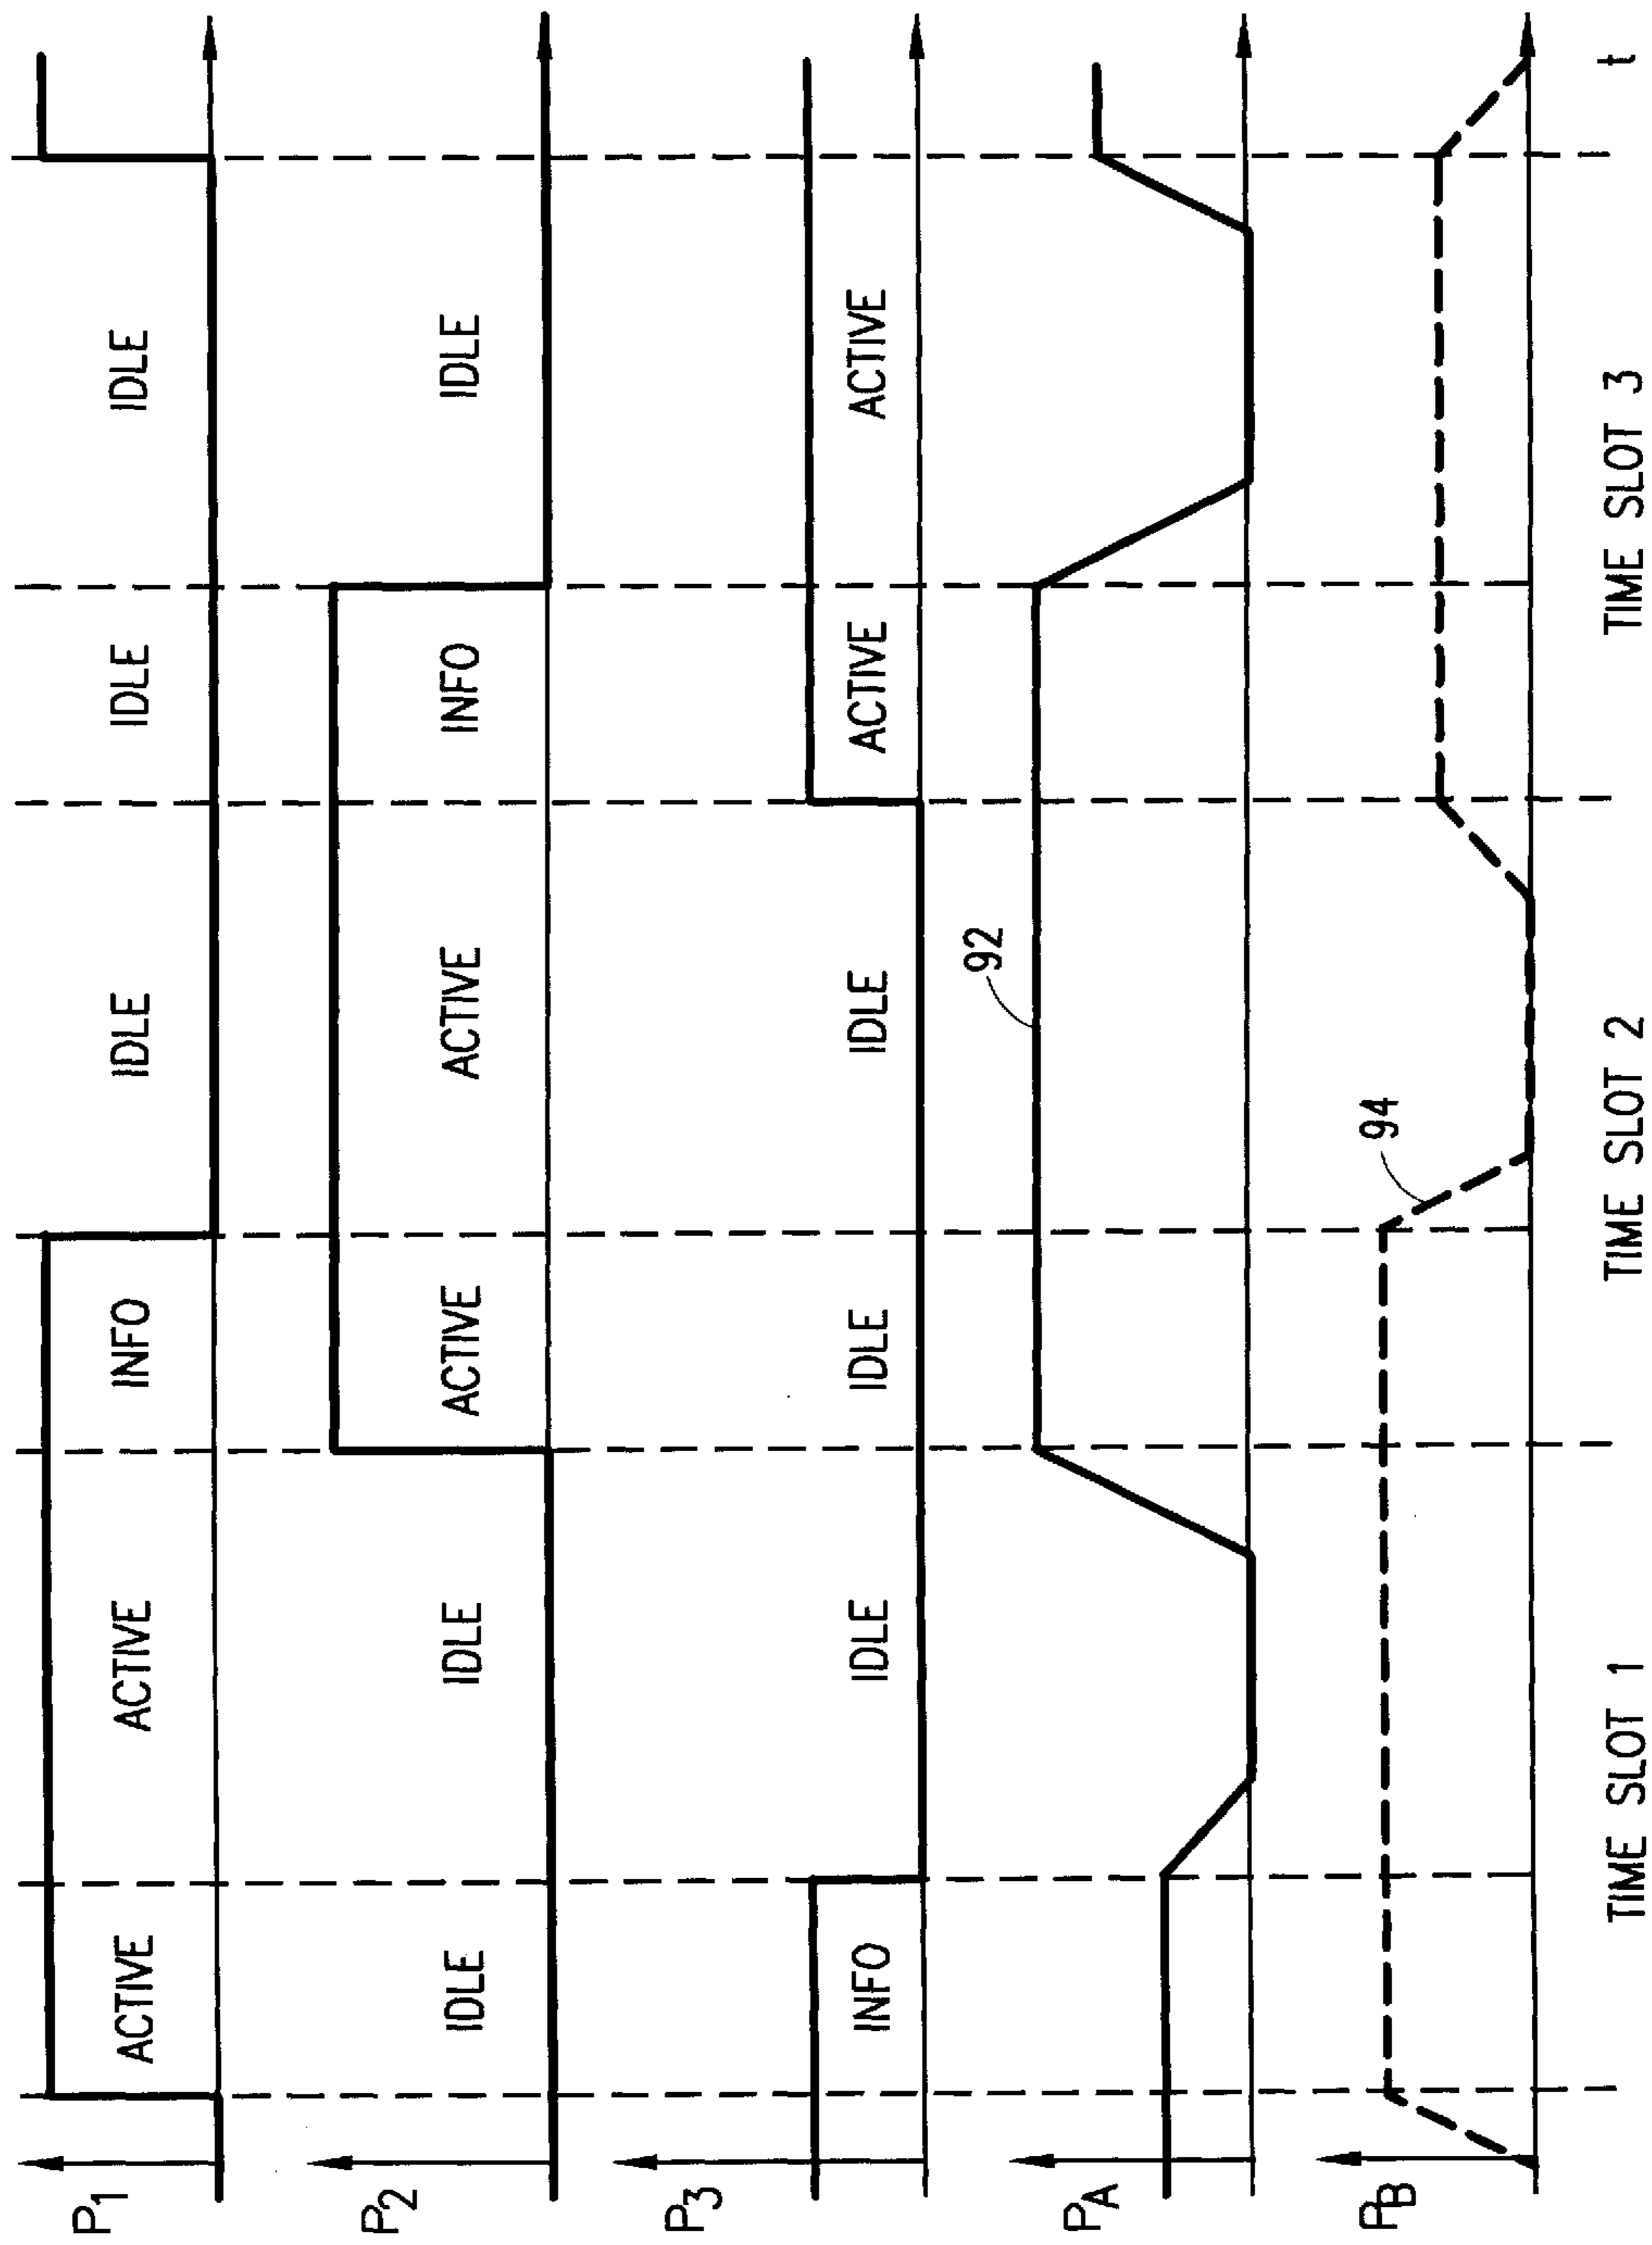 P1
ACTIVE ACTIVE INFO IDLE IDLE IDLE
P2
IDLE IDLE ACTIVE ACTIVE INFO IDLE
P3
INFO IDLE IDLE IDLE ACTIVE ACTIVE
PA
92
PB
94
TIME SLOT 1 TIME SLOT 2 TIME SLOT 3 t